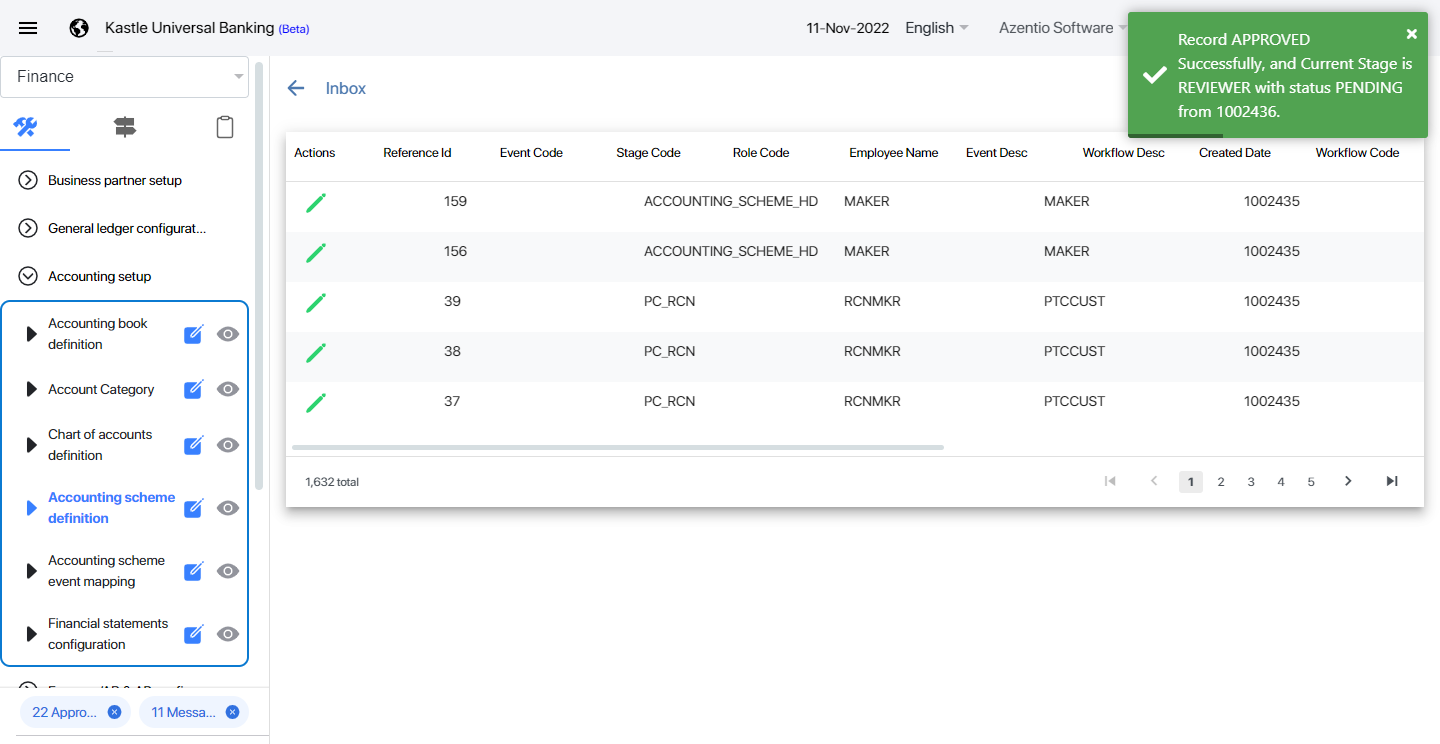 Kastle Universal Banking (Beta)
11-Nov-2022
English
Azentio Software
Record APPROVED
Successfully, and Current Stage is
REVIEWER with status PENDING
from 1002436.
Finance
Business partner setup
General ledger configurat...
Accounting setup
Accounting book
definition
Account Category
Chart of accounts
definition
Accounting scheme
definition
Accounting scheme
event mapping
Financial statements
configuration
22 Appro...
11 Messa...
Inbox
Actions Reference Id Event Code Stage Code Role Code Employee Name Event Desc Workflow Desc Created Date Workflow Code
159 ACCOUNTING_SCHEME_HD MAKER MAKER 1002435
156 ACCOUNTING_SCHEME_HD MAKER MAKER 1002435
39 PC_RCN RCNMKR PTCCUST 1002435
38 PC_RCN RCNMKR PTCCUST 1002435
37 PC_RCN RCNMKR PTCCUST 1002435
1,632 total
1 2 3 4 5